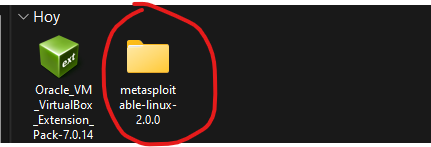 Hoy
ext
Oracle_VM
_VirtualBox
_Extension_
Pack-7.0.14
metasploit
able-linux-
2.0.0